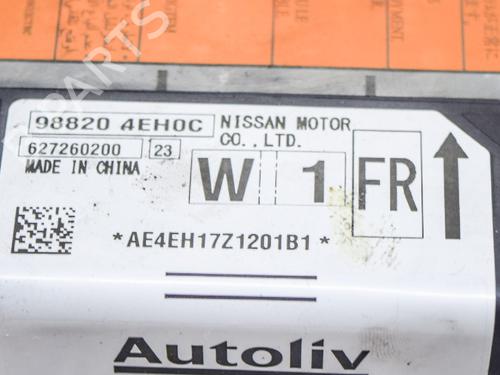 98820 4EH0C
NISSAN MOTOR
CO., LTD.
627260200 23
MADE IN CHINA
W 1 FR
*AE4EH17Z1201B1*
Autoliv